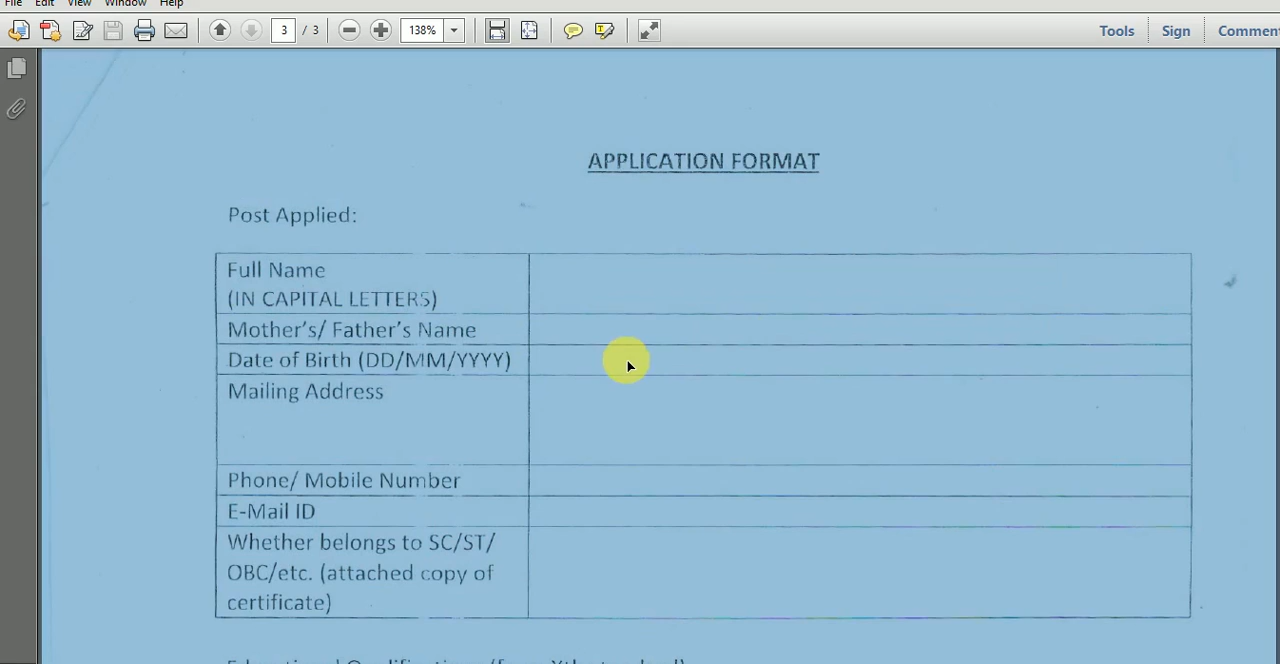 File Edit View Window Help
3 / 3 138% Tools Sign Commen
APPLICATION FORMAT
Post Applied:
Full Name
(IN CAPITAL LETTERS)
Mother's/ Father's Name
Date of Birth (DD/MM/YYYY)
Mailing Address
Phone/ Mobile Number
E-Mail ID
Whether belongs to SC/ST/
OBC/etc. (attached copy of
certificate)